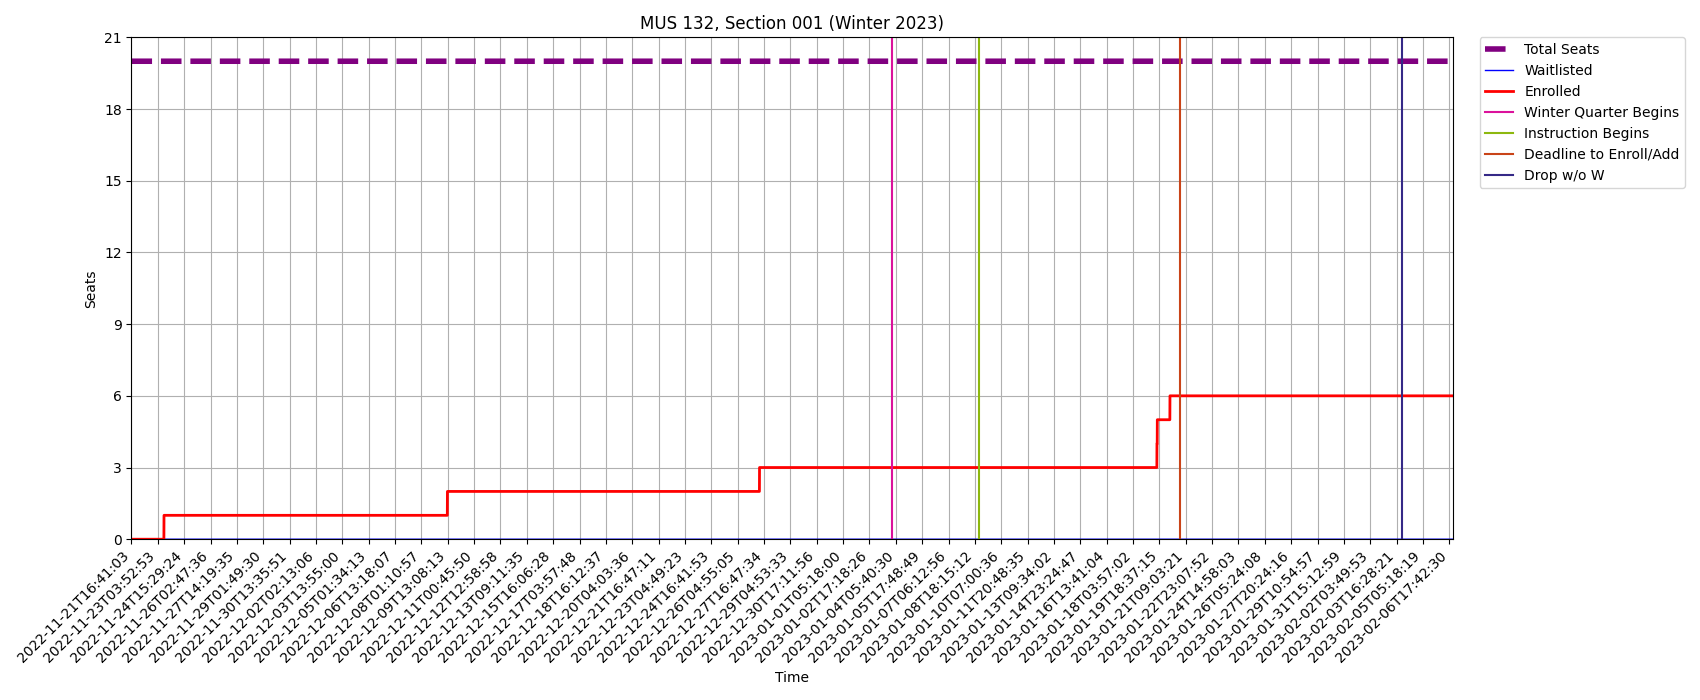 MUS 132, Section 001 (Winter 2023)
21
18
15
12
9
6
3
0
Seats
2022-11-21T16:41:03
2022-11-23T03:52:53
2022-11-24T15:29:24
2022-11-26T02:47:36
2022-11-27T14:19:35
2022-11-29T01:49:30
2022-11-30T13:35:51
2022-12-02T02:13:06
2022-12-03T13:55:00
2022-12-05T01:34:13
2022-12-06T13:18:07
2022-12-08T01:10:57
2022-12-09T13:08:13
2022-12-11T00:45:50
2022-12-12T12:58:58
2022-12-13T09:11:35
2022-12-15T16:06:28
2022-12-17T03:57:48
2022-12-18T16:12:37
2022-12-20T04:03:36
2022-12-21T16:47:11
2022-12-23T04:49:23
2022-12-24T16:41:53
2022-12-26T04:55:05
2022-12-27T16:47:34
2022-12-29T04:53:33
2022-12-30T17:11:56
2023-01-01T05:18:00
2023-01-02T17:18:26
2023-01-04T05:40:30
2023-01-05T17:48:49
2023-01-07T06:12:56
2023-01-08T18:15:12
2023-01-10T07:00:36
2023-01-11T20:48:35
2023-01-13T09:34:02
2023-01-14T23:24:47
2023-01-16T13:41:04
2023-01-18T03:57:02
2023-01-19T18:37:15
2023-01-21T09:03:21
2023-01-22T23:07:52
2023-01-24T14:58:03
2023-01-26T05:24:08
2023-01-27T20:24:16
2023-01-29T10:54:57
2023-01-31T15:12:59
2023-02-02T03:49:53
2023-02-03T16:28:21
2023-02-05T05:18:19
2023-02-06T17:42:30
Time
Total Seats
Waitlisted
Enrolled
Winter Quarter Begins
Instruction Begins
Deadline to Enroll/Add
Drop w/o W